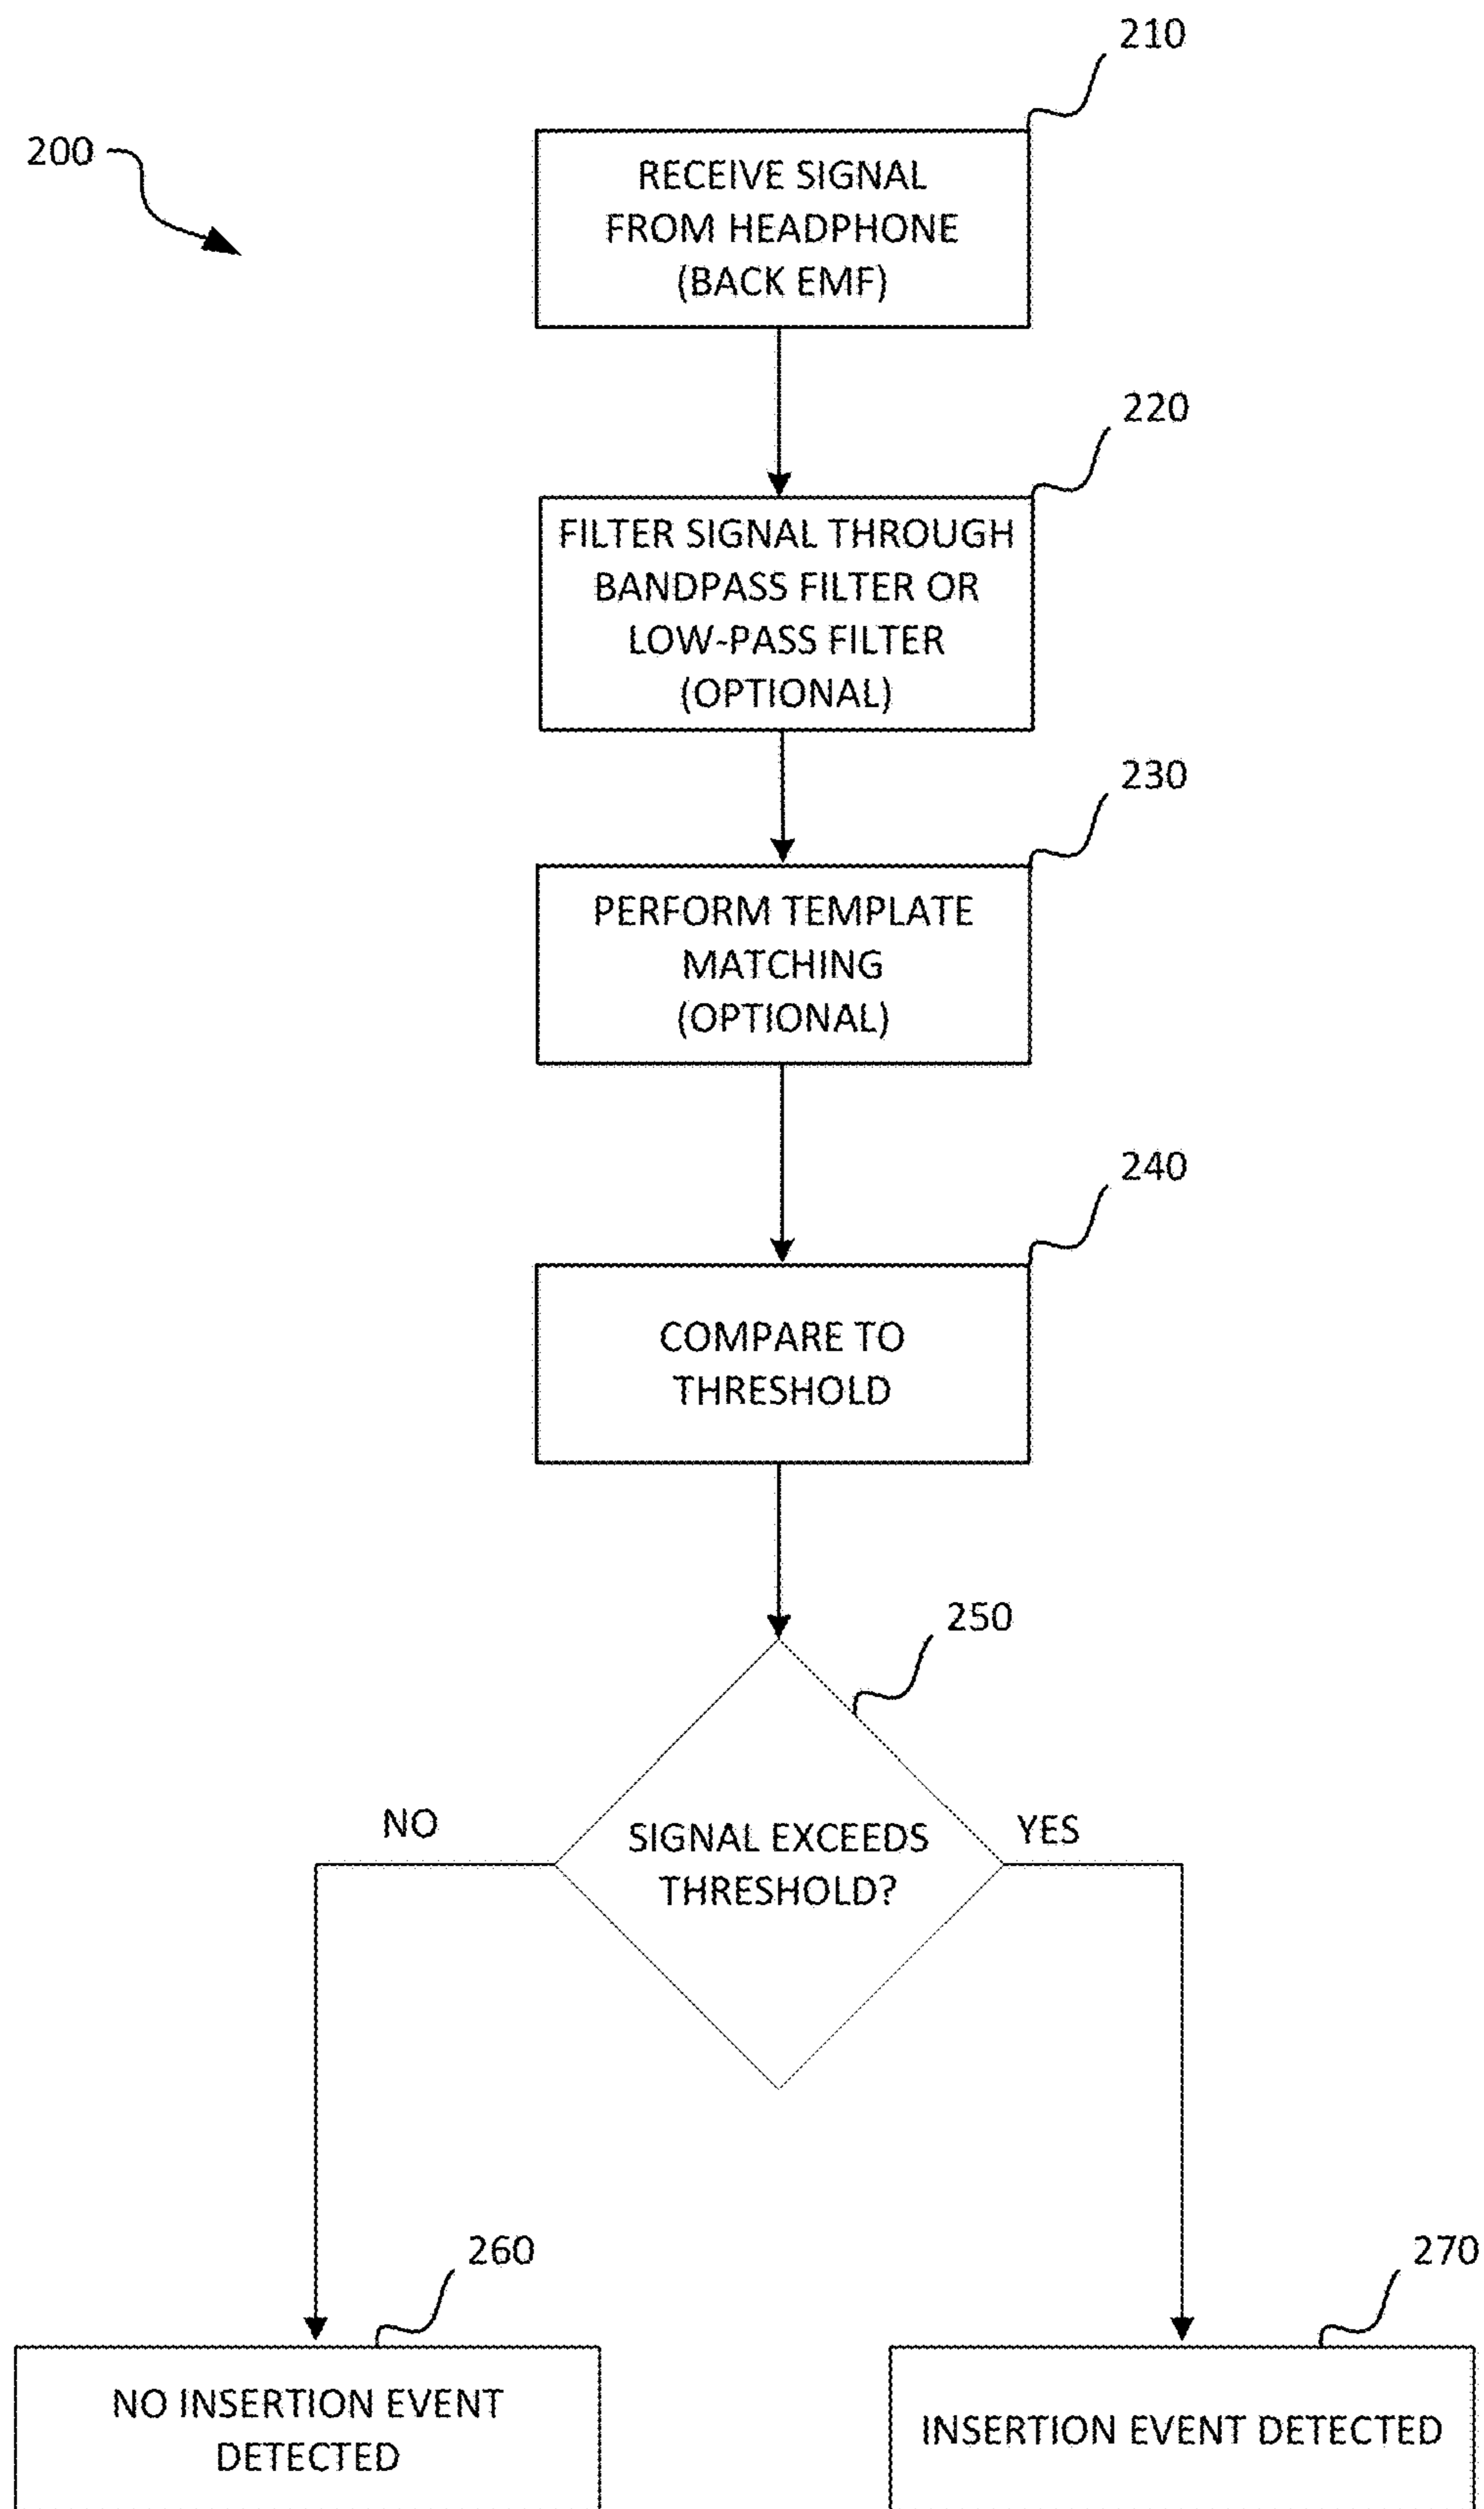 210
200
RECEIVE SIGNAL
FROM HEADPHONE
(BACK EMF)
220
FILTER SIGNAL THROUGH
BANDPASS FILTER OR
LOW-PASS FILTER
(OPTIONAL)
230
PERFORM TEMPLATE
MATCHING
(OPTIONAL)
240
COMPARE TO
THRESHOLD
250
NO
SIGNAL EXCEEDS
THRESHOLD?
YES
260
270
NO INSERTION EVENT
DETECTED
INSERTION EVENT DETECTED